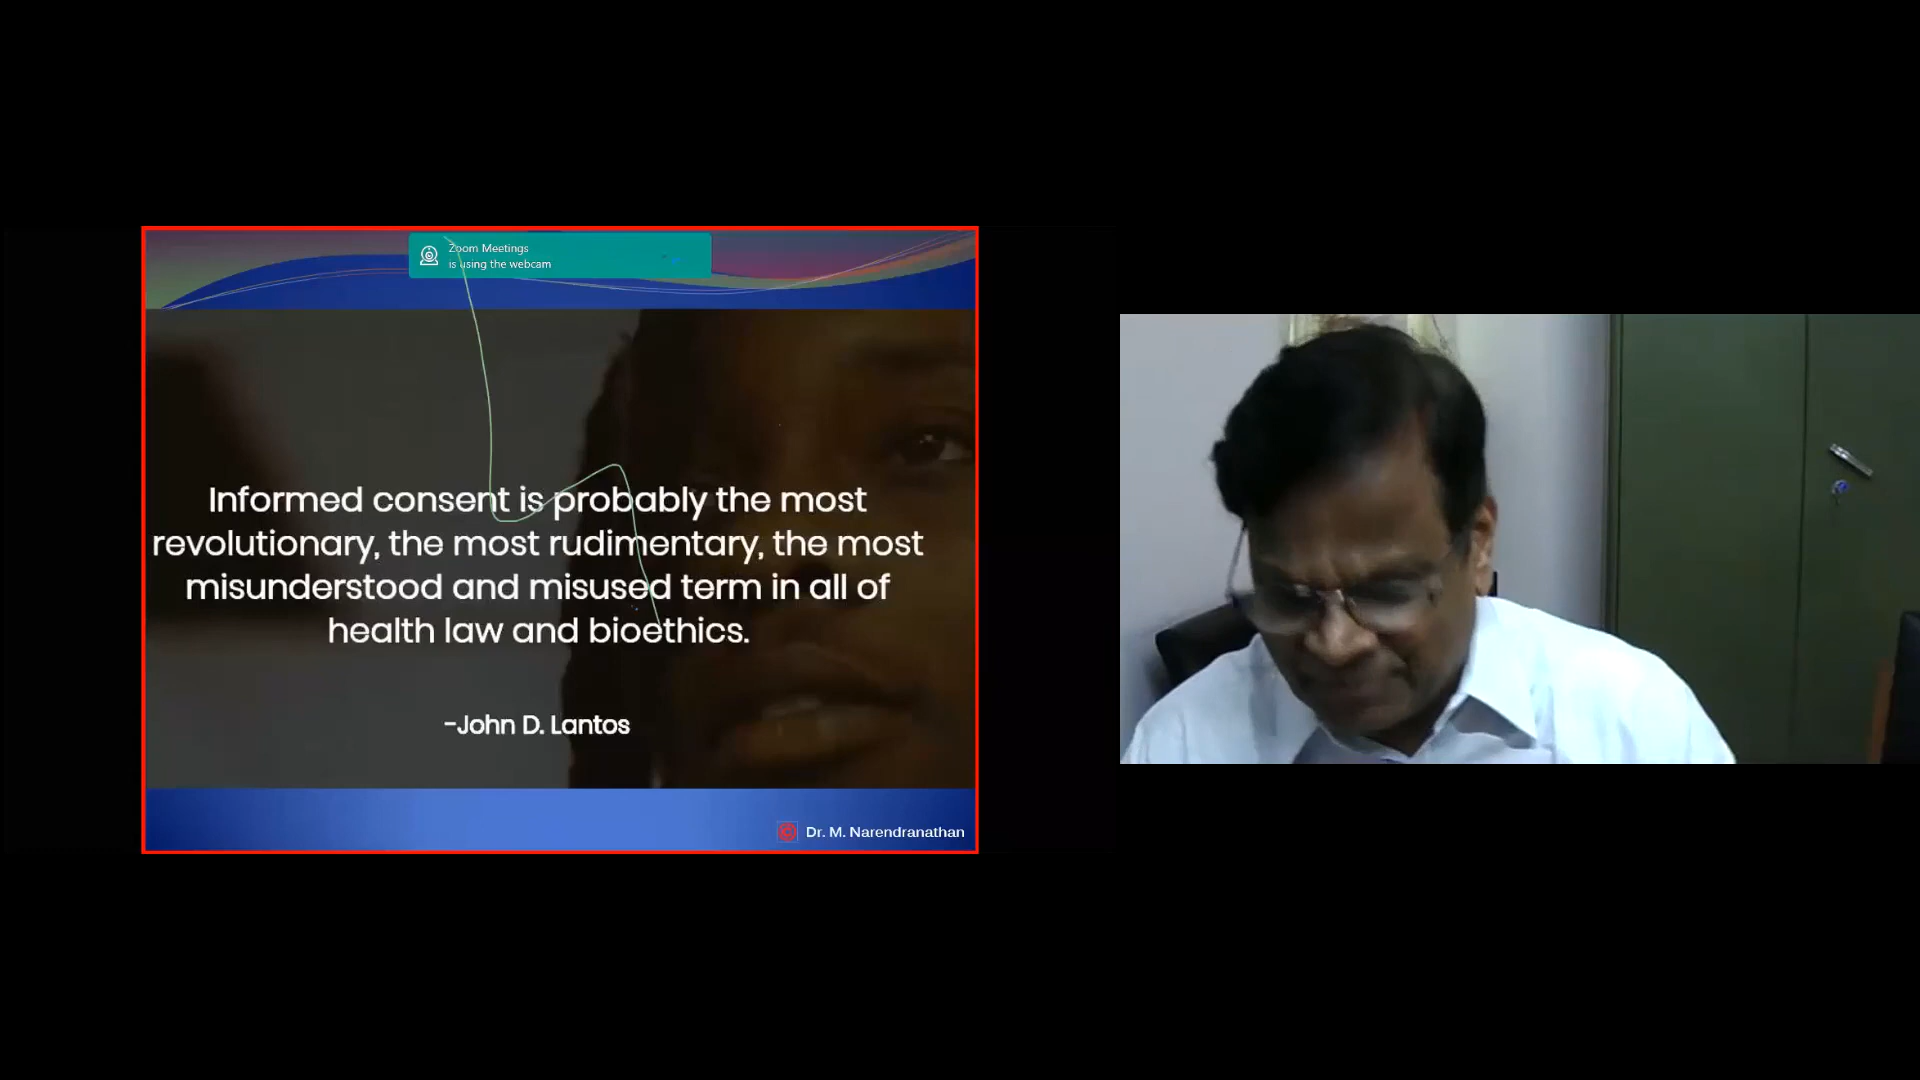 Zoom Meetings
is using the webcam
Informed consent is probably the most
revolutionary, the most rudimentary, the most
misunderstood and misused term in all of
health law and bioethics.
-John D. Lantos
© Dr. M. Narendranathan